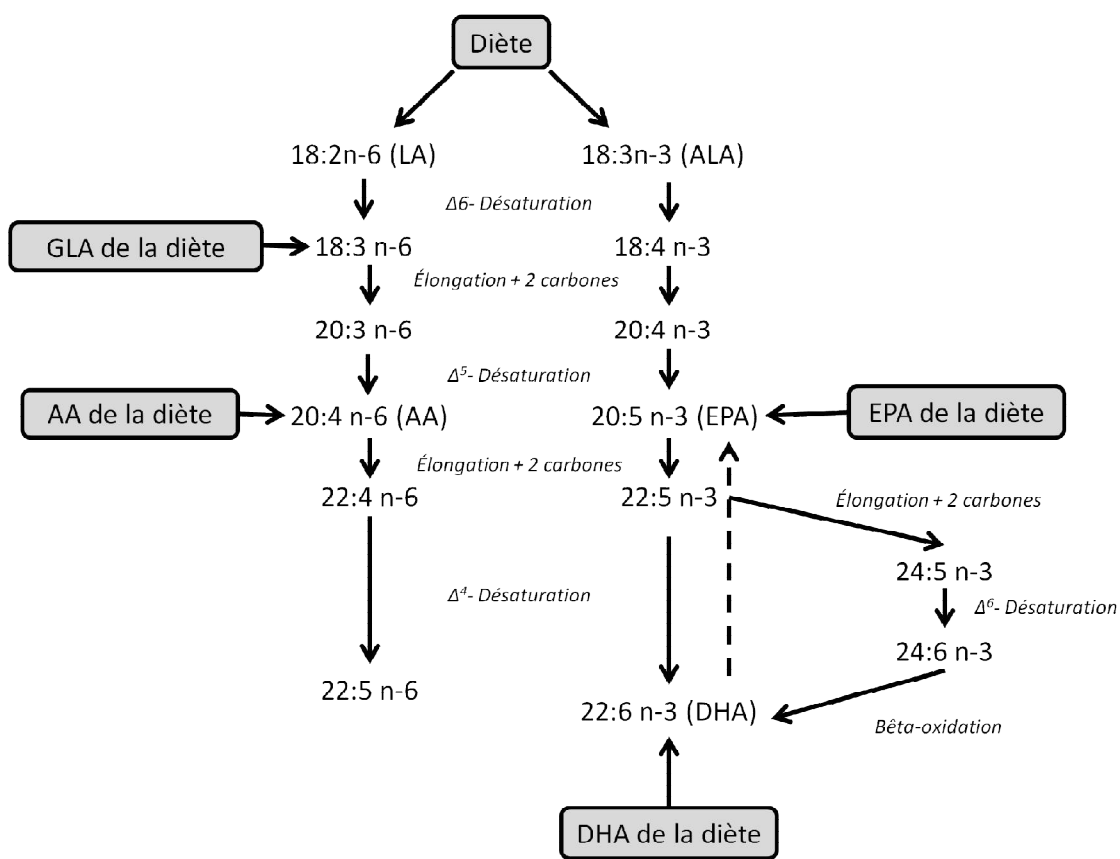 Diète
18:2n-6 (LA)
18:3n-3 (ALA)
Δ6- Désaturation
GLA de la diète
18:3 n-6
18:4 n-3
Élongation + 2 carbones
20:3 n-6
20:4 n-3
Δ⁵- Désaturation
AA de la diète
20:4 n-6 (AA)
20:5 n-3 (EPA)
EPA de la diète
Élongation + 2 carbones
22:4 n-6
22:5 n-3
Élongation + 2 carbones
24:5 n-3
Δ⁴- Désaturation
Δ⁶- Désaturation
24:6 n-3
22:5 n-6
22:6 n-3 (DHA)
Bêta-oxidation
DHA de la diète